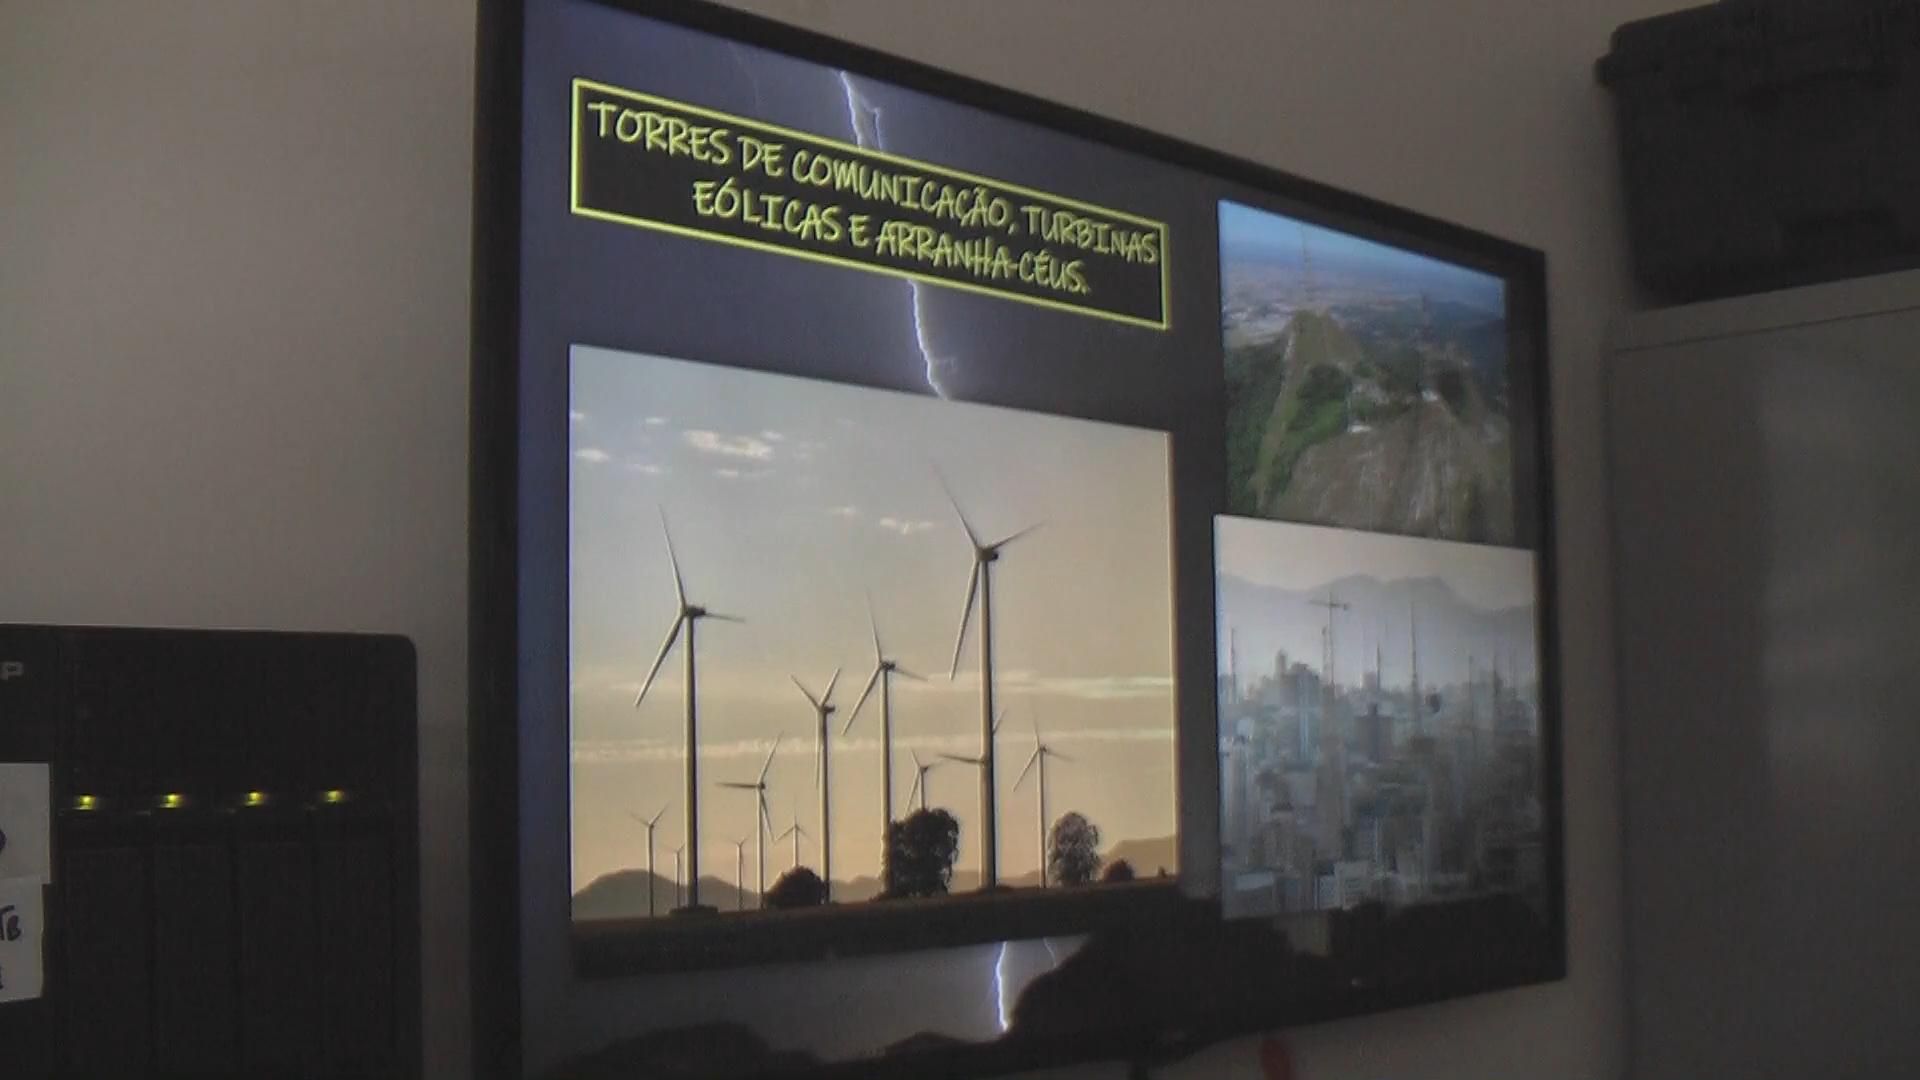 TORRES DE COMUNICAÇÃO, TURBINAS
EÓLICAS E ARRANHA-CÉUS.